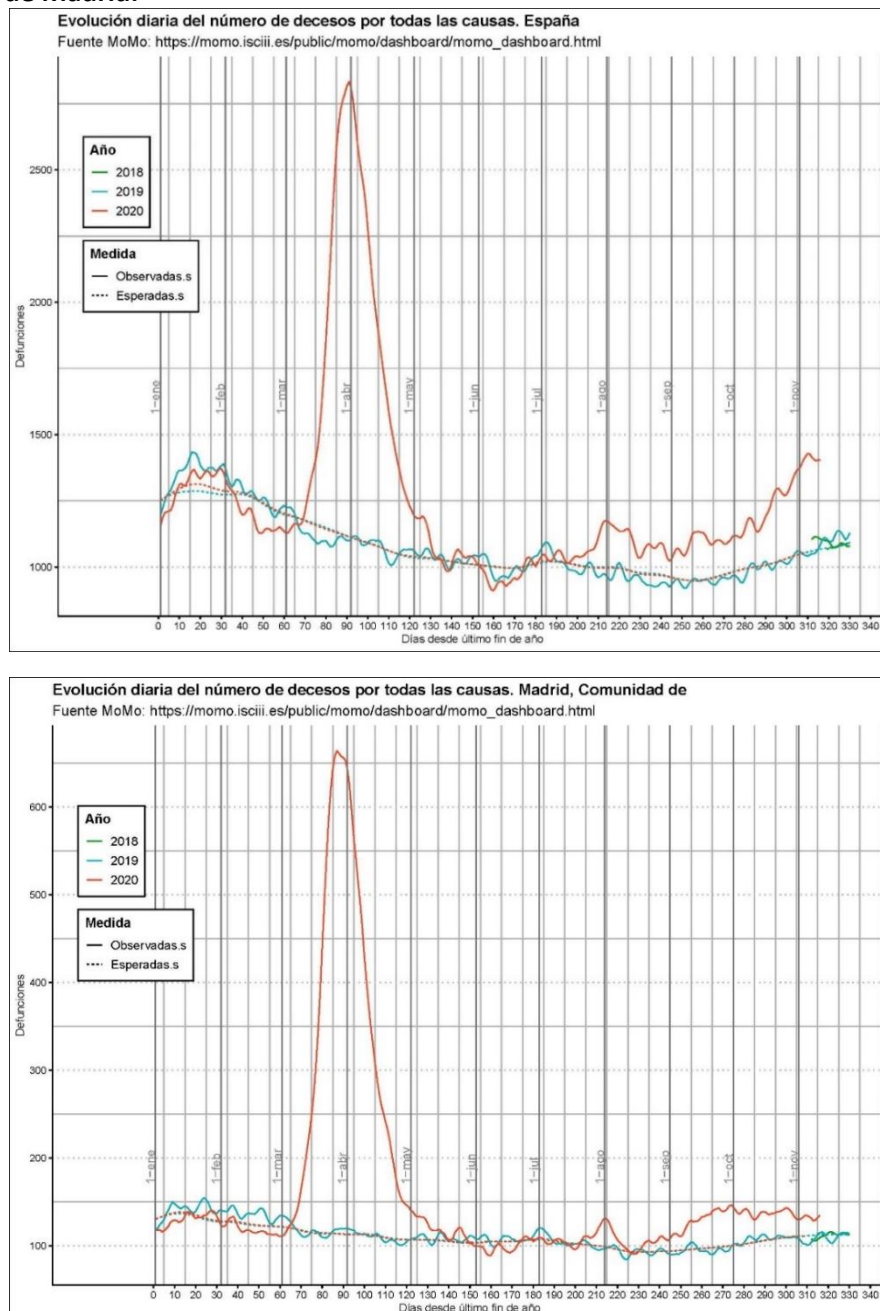 de Madrid.
Evolución diaria del número de decesos por todas las causas. España
Fuente MoMo: https://momo.isciii.es/public/momo/dashboard/momo_dashboard.html
Año
2018
2019
2020
Medida
Observadas.s
Esperadas.s
Defunciones
2500
2000
1500
1000
1-ene
1-feb
1-mar
1-abr
1-may
1-jun
1-jul
1-ago
1-sep
1-oct
1-nov
0 10 20 30 40 50 60 70 80 90 100 110 120 130 140 150 160 170 180 190 200 210 220 230 240 250 260 270 280 290 300 310 320 330 340
Días desde último fin de año
Evolución diaria del número de decesos por todas las causas. Madrid, Comunidad de
Fuente MoMo: https://momo.isciii.es/public/momo/dashboard/momo_dashboard.html
Año
2018
2019
2020
Medida
Observadas.s
Esperadas.s
Defunciones
600
500
400
300
200
100
1-ene
1-feb
1-mar
1-abr
1-may
1-jun
1-jul
1-ago
1-sep
1-oct
1-nov
0 10 20 30 40 50 60 70 80 90 100 110 120 130 140 150 160 170 180 190 200 210 220 230 240 250 260 270 280 290 300 310 320 330 340
Días desde último fin de año